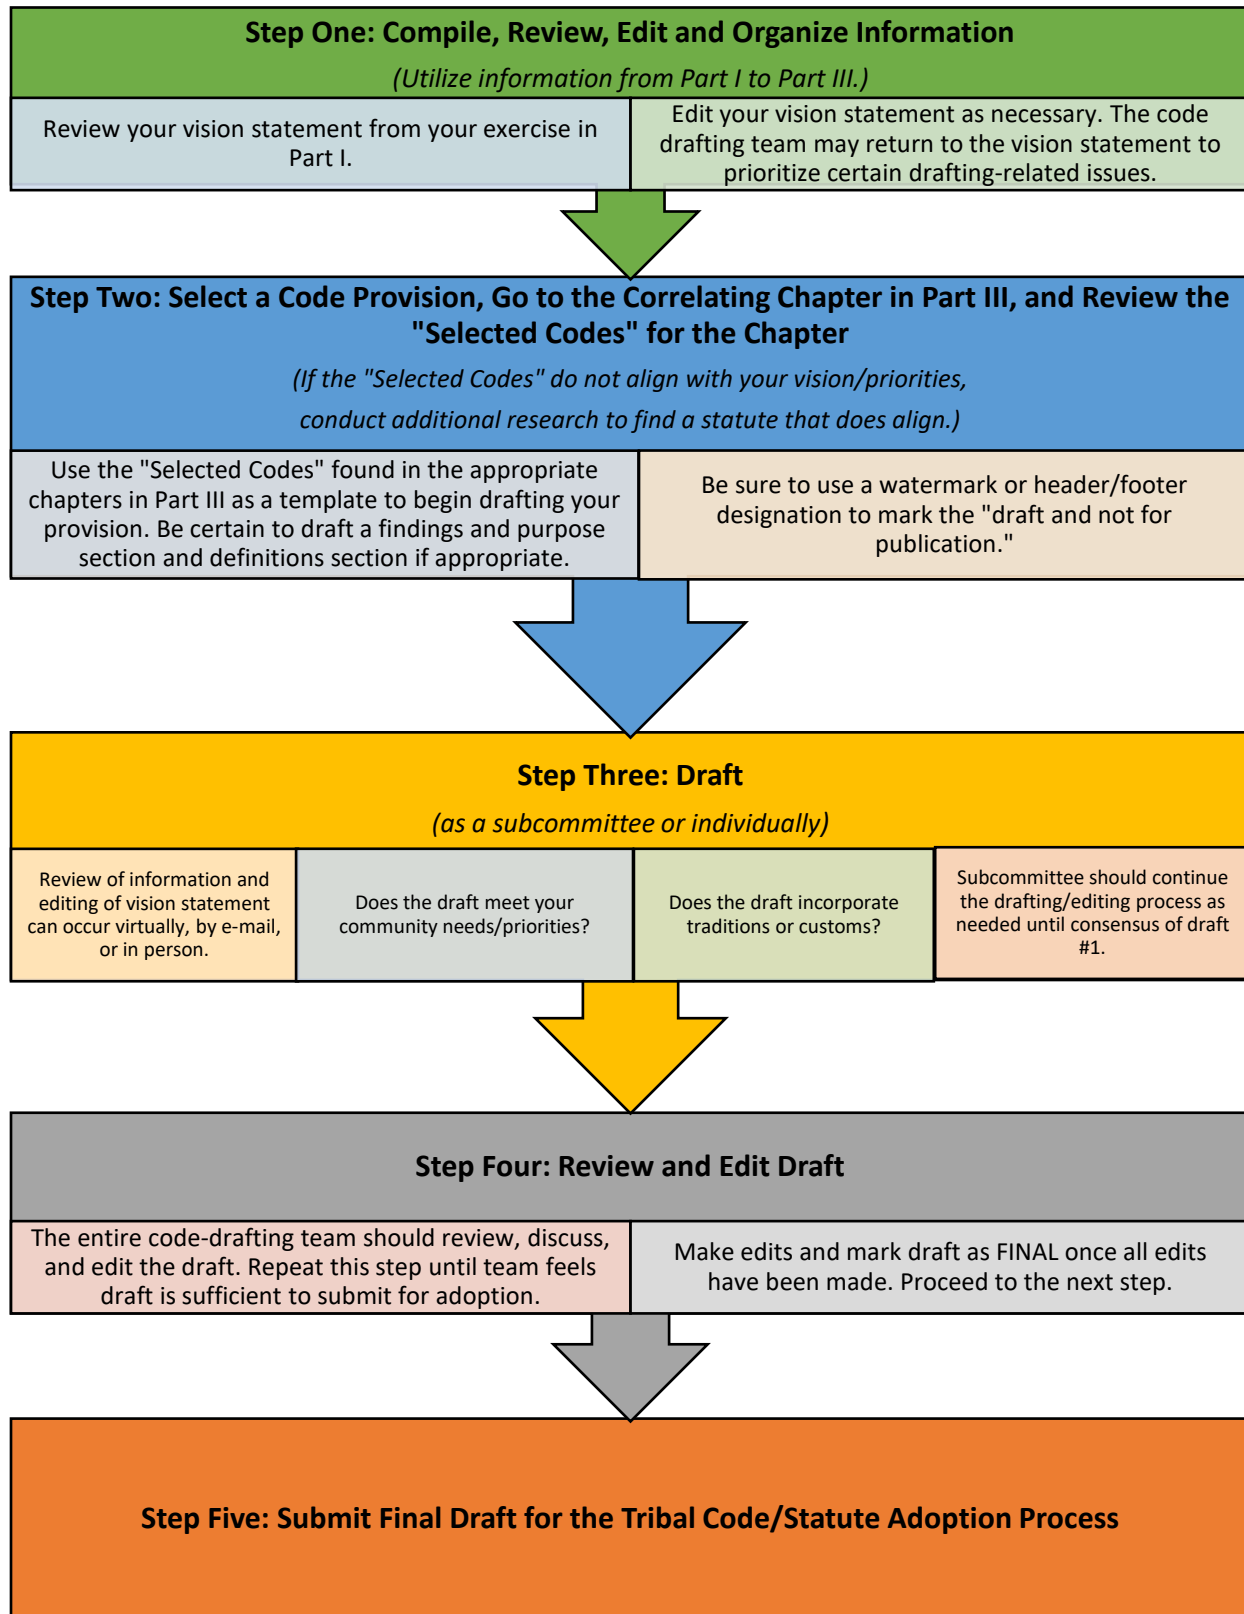 Step One: Compile, Review, Edit and Organize Information
(Utilize information from Part I to Part III.)
Review your vision statement from your exercise in
Part I.
Edit your vision statement as necessary. The code
drafting team may return to the vision statement to
prioritize certain drafting-related issues.
Step Two: Select a Code Provision, Go to the Correlating Chapter in Part III, and Review the
"Selected Codes" for the Chapter
(If the "Selected Codes" do not align with your vision/priorities,
conduct additional research to find a statute that does align.)
Use the "Selected Codes" found in the appropriate
chapters in Part III as a template to begin drafting your
provision. Be certain to draft a findings and purpose
section and definitions section if appropriate.
Be sure to use a watermark or header/footer
designation to mark the "draft and not for
publication."
Step Three: Draft
(as a subcommittee or individually)
Review of information and
editing of vision statement
can occur virtually, by e-mail,
or in person.
Does the draft meet your
community needs/priorities?
Does the draft incorporate
traditions or customs?
Subcommittee should continue
the drafting/editing process as
needed until consensus of draft
#1.
Step Four: Review and Edit Draft
The entire code-drafting team should review, discuss,
and edit the draft. Repeat this step until team feels
draft is sufficient to submit for adoption.
Make edits and mark draft as FINAL once all edits
have been made. Proceed to the next step.
Step Five: Submit Final Draft for the Tribal Code/Statute Adoption Process